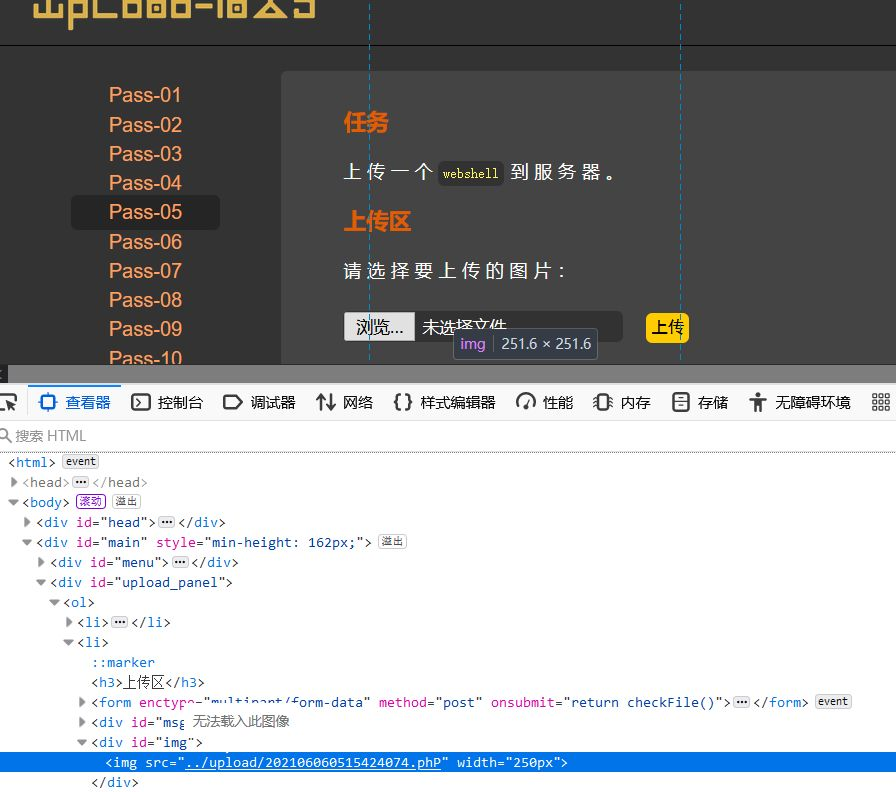 upload-labs
Pass-01
Pass-02
Pass-03
Pass-04
Pass-05
Pass-06
Pass-07
Pass-08
Pass-09
Pass-10
任务
上传一个 webshell 到服务器。
上传区
请选择要上传的图片：
浏览... 未选择文件 上传
img 251.6 × 251.6
查看器 控制台 调试器 网络 样式编辑器 性能 内存 存储 无障碍环境
搜索 HTML
<html> event
<head> ••• </head>
<body> 滚动 溢出
<div id="head"> ••• </div>
<div id="main" style="min-height: 162px;"> 溢出
<div id="menu"> ••• </div>
<div id="upload_panel">
<ol>
<li> ••• </li>
<li>
::marker
<h3>上传区</h3>
<form enctype="multipart/form-data" method="post" onsubmit="return checkFile()"> ••• </form> event
<div id="msg 无法载入此图像
<div id="img">
<img src="../upload/202106060515424074.phP" width="250px">
</div>